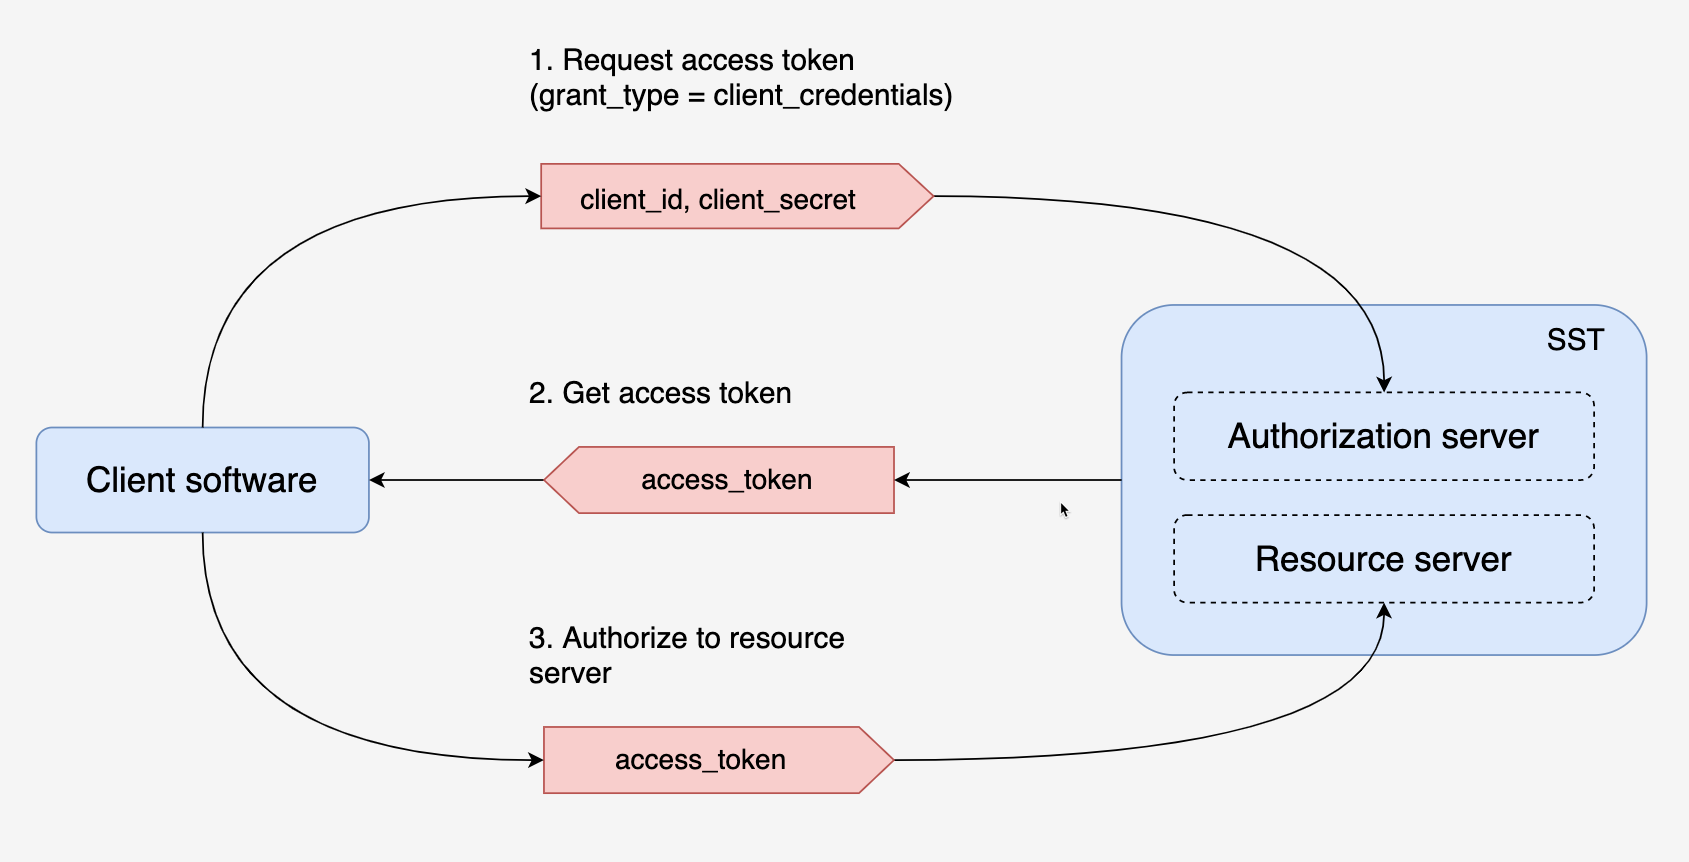 1. Request access token
(grant_type = client_credentials)
client_id, client_secret
SST
2. Get access token
Authorization server
Client software
access_token
Resource server
3. Authorize to resource
server
access_token